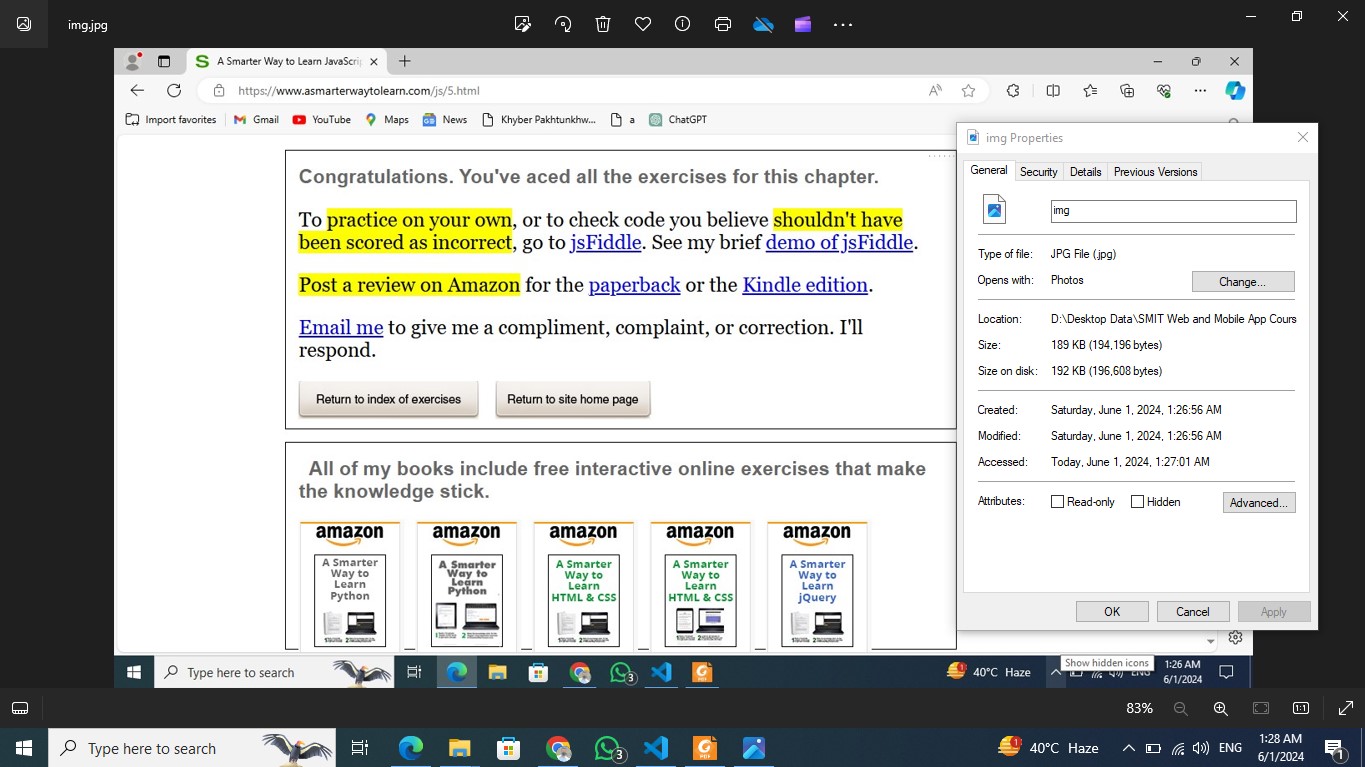 img.jpg
A Smarter Way to Learn JavaScrip
https://www.asmarterwaytolearn.com/js/5.html
Import favorites Gmail YouTube Maps News Khyber Pakhtunkhw... a ChatGPT
Congratulations. You've aced all the exercises for this chapter.
To practice on your own, or to check code you believe shouldn't have
been scored as incorrect, go to jsFiddle. See my brief demo of jsFiddle.
Post a review on Amazon for the paperback or the Kindle edition.
Email me to give me a compliment, complaint, or correction. I'll
respond.
Return to index of exercises Return to site home page
All of my books include free interactive online exercises that make
the knowledge stick.
amazon amazon amazon amazon amazon
A Smarter
Way to
Learn
Python
A Smarter
Way to
Learn
Python
A Smarter
Way to
Learn
HTML & CSS
A Smarter
Way to
Learn
HTML & CSS
A Smarter
Way to
Learn
jQuery
img Properties
General Security Details Previous Versions
img
Type of file: JPG File (.jpg)
Opens with: Photos Change...
Location: D:\Desktop Data\SMIT Web and Mobile App Cours
Size: 189 KB (194,196 bytes)
Size on disk: 192 KB (196,608 bytes)
Created: Saturday, June 1, 2024, 1:26:56 AM
Modified: Saturday, June 1, 2024, 1:26:56 AM
Accessed: Today, June 1, 2024, 1:27:01 AM
Attributes: Read-only Hidden Advanced...
OK Cancel Apply
Show hidden icons
Type here to search 3 1 40°C Haze ENG 1:26 AM
6/1/2024
83% 1:1
Type here to search 3 1 40°C Haze ENG 1:28 AM
6/1/2024 1